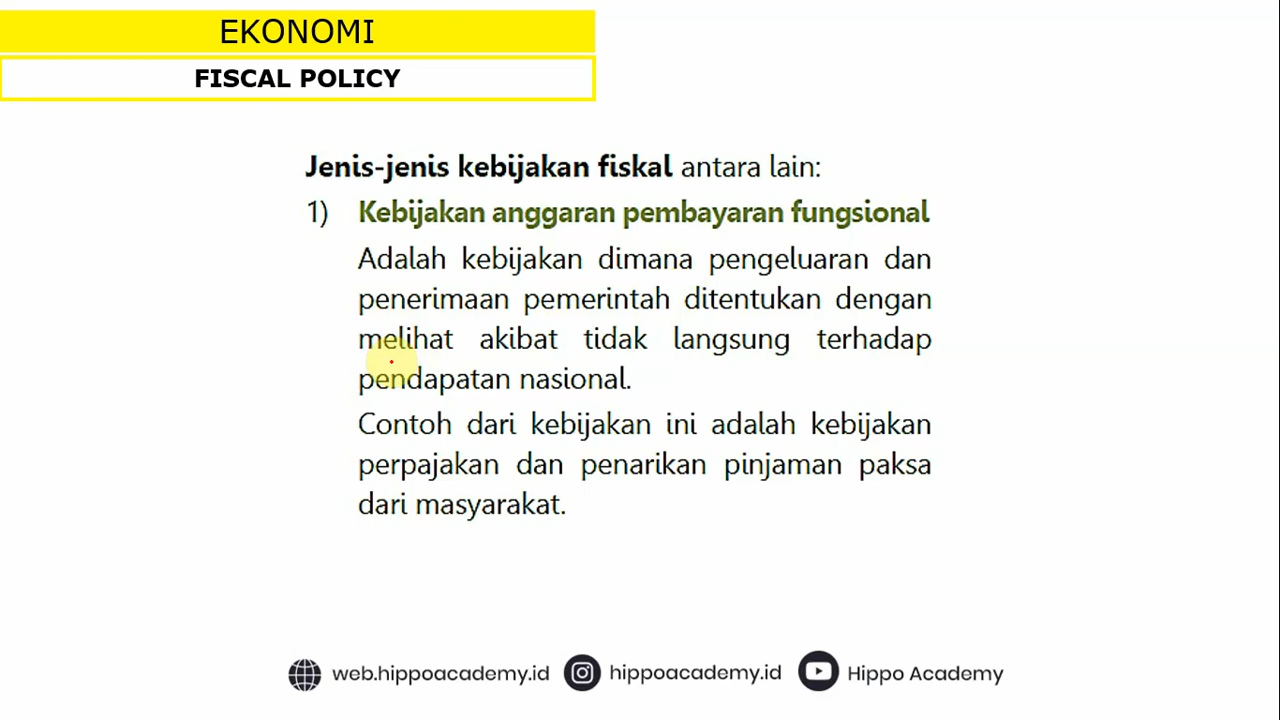 EKONOMI
FISCAL POLICY
Jenis-jenis kebijakan fiskal antara lain:
1) Kebijakan anggaran pembayaran fungsional
Adalah kebijakan dimana pengeluaran dan
penerimaan pemerintah ditentukan dengan
melihat akibat tidak langsung terhadap
pendapatan nasional.
Contoh dari kebijakan ini adalah kebijakan
perpajakan dan penarikan pinjaman paksa
dari masyarakat.
web.hippoacademy.id hippoacademy.id Hippo Academy